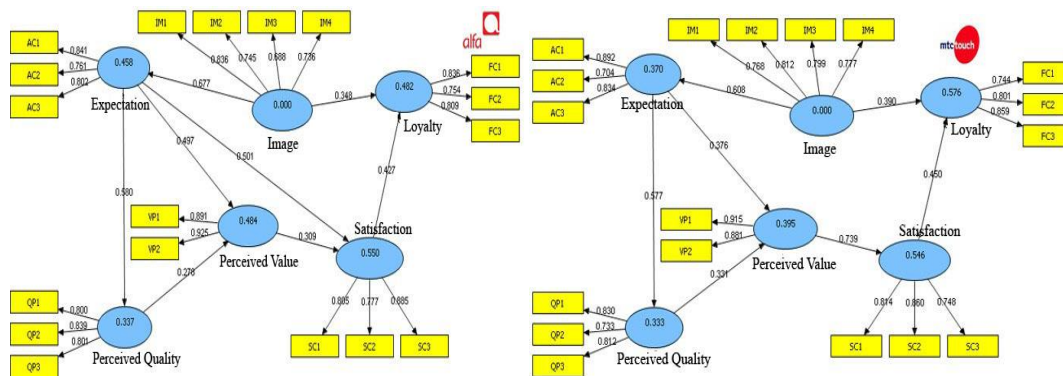 IM1 IM2 IM3 IM4
alfa
AC1 0.841
AC2 0.761
AC3 0.802
0.458
Expectation
0.836 0.745 0.688 0.736
0.677
0.000
Image
0.348
0.482
Loyalty
0.836 FC1
0.754 FC2
0.809 FC3
0.497
0.501
0.427
0.580
VP1 0.891
VP2 0.925
0.484
Perceived Value
0.309
Satisfaction
0.550
0.278
QP1 0.800
QP2 0.839
QP3 0.801
0.337
Perceived Quality
0.777 0.885
SC1 SC2 SC3
IM1 IM2 IM3 IM4
mtc touch
AC1 0.892
AC2 0.704
AC3 0.834
0.370
Expectation
0.768 0.812 0.799 0.777
0.608
0.000
Image
0.390
0.576
Loyalty
0.744 FC1
0.801 FC2
0.859 FC3
0.376
0.450
0.577
VP1 0.915
VP2 0.881
0.395
Perceived Value
0.739
Satisfaction
0.546
0.331
QP1 0.830
QP2 0.733
QP3 0.812
0.333
Perceived Quality
0.814 0.860 0.748
SC1 SC2 SC3